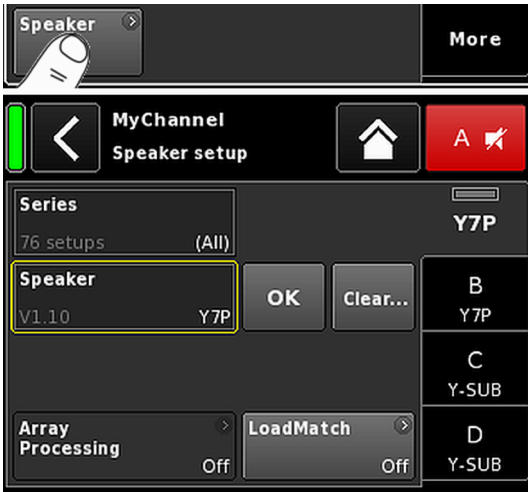 Speaker
More
MyChannel
Speaker setup
A
Series
76 setups (All)
Y7P
Speaker
V1.10 Y7P
OK
Clear...
B
Y7P
C
Y-SUB
Array
Processing
Off
LoadMatch
Off
D
Y-SUB